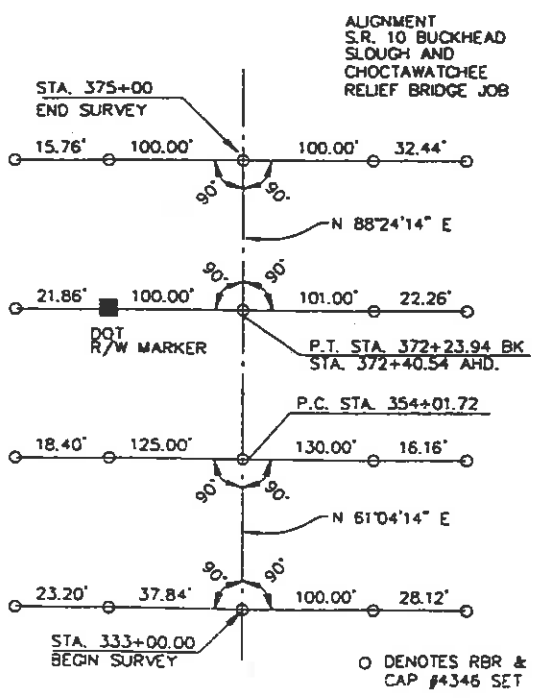 ALIGNMENT
S.R. 10 BUCKHEAD
SLOUGH AND
CHOCTAWATCHEE
RELIEF BRIDGE JOB
STA. 375+00
END SURVEY
15.76' 100.00' 100.00' 32.44'
90° 90°
N 88°24'14" E
90° 90°
21.86' 100.00' 101.00' 22.26'
DOT
R/W MARKER
P.T. STA. 372+23.94 BK
STA. 372+40.54 AHD.
P.C. STA. 354+01.72
18.40' 125.00' 130.00' 16.16'
90° 90°
N 61°04'14" E
90° 90°
23.20' 37.84' 100.00' 28.12'
STA. 333+00.00
BEGIN SURVEY
O DENOTES RBR &
CAP #4346 SET